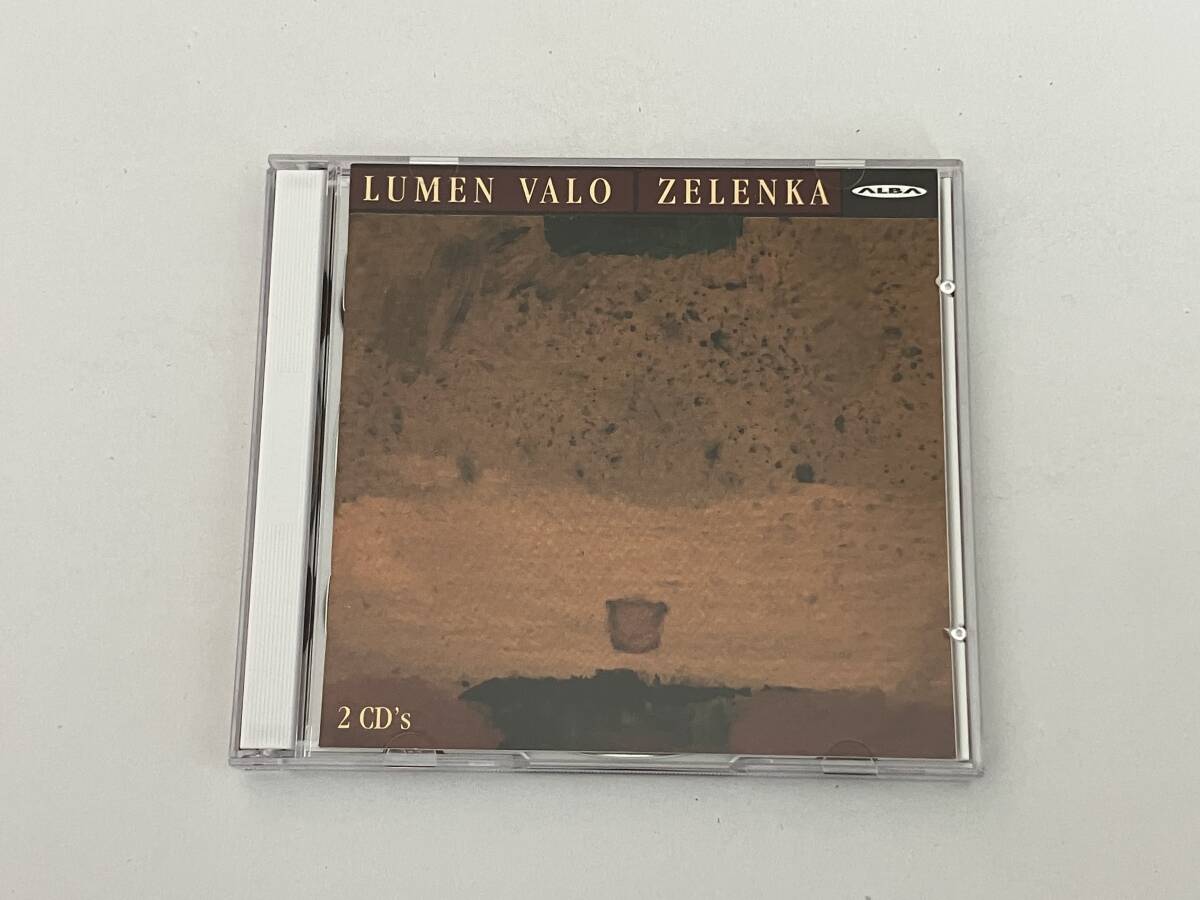 LUMEN VALO ZELENKA ALBA
2 CD's